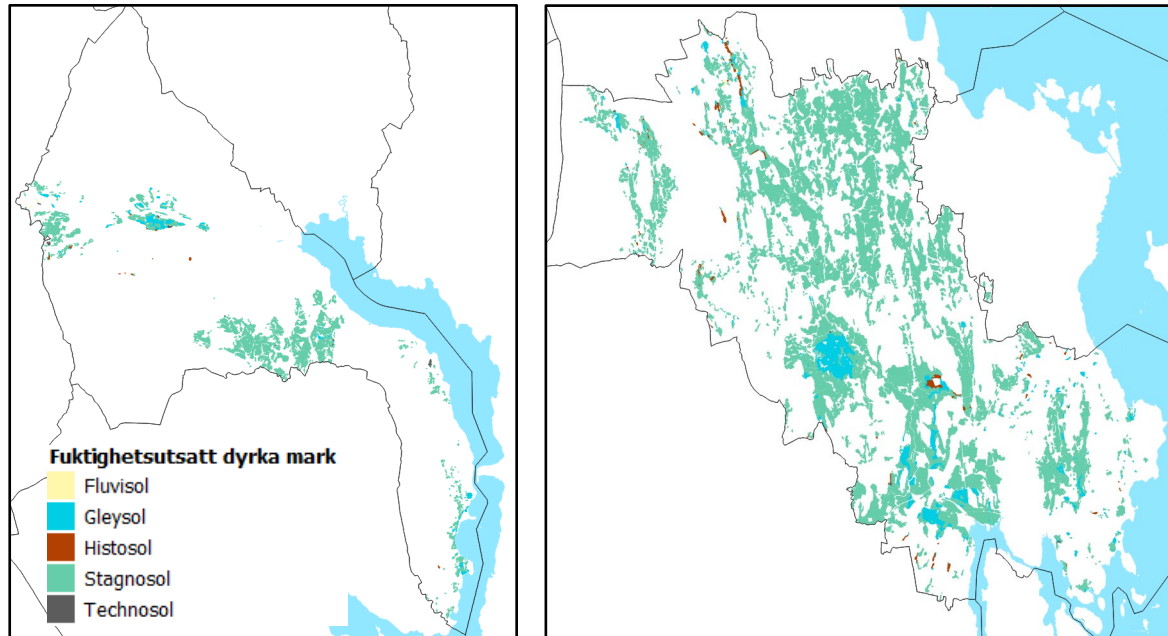 Fuktighetsutsatt dyrka mark
Fluvisol
Gleysol
Histosol
Stagnosol
Technosol